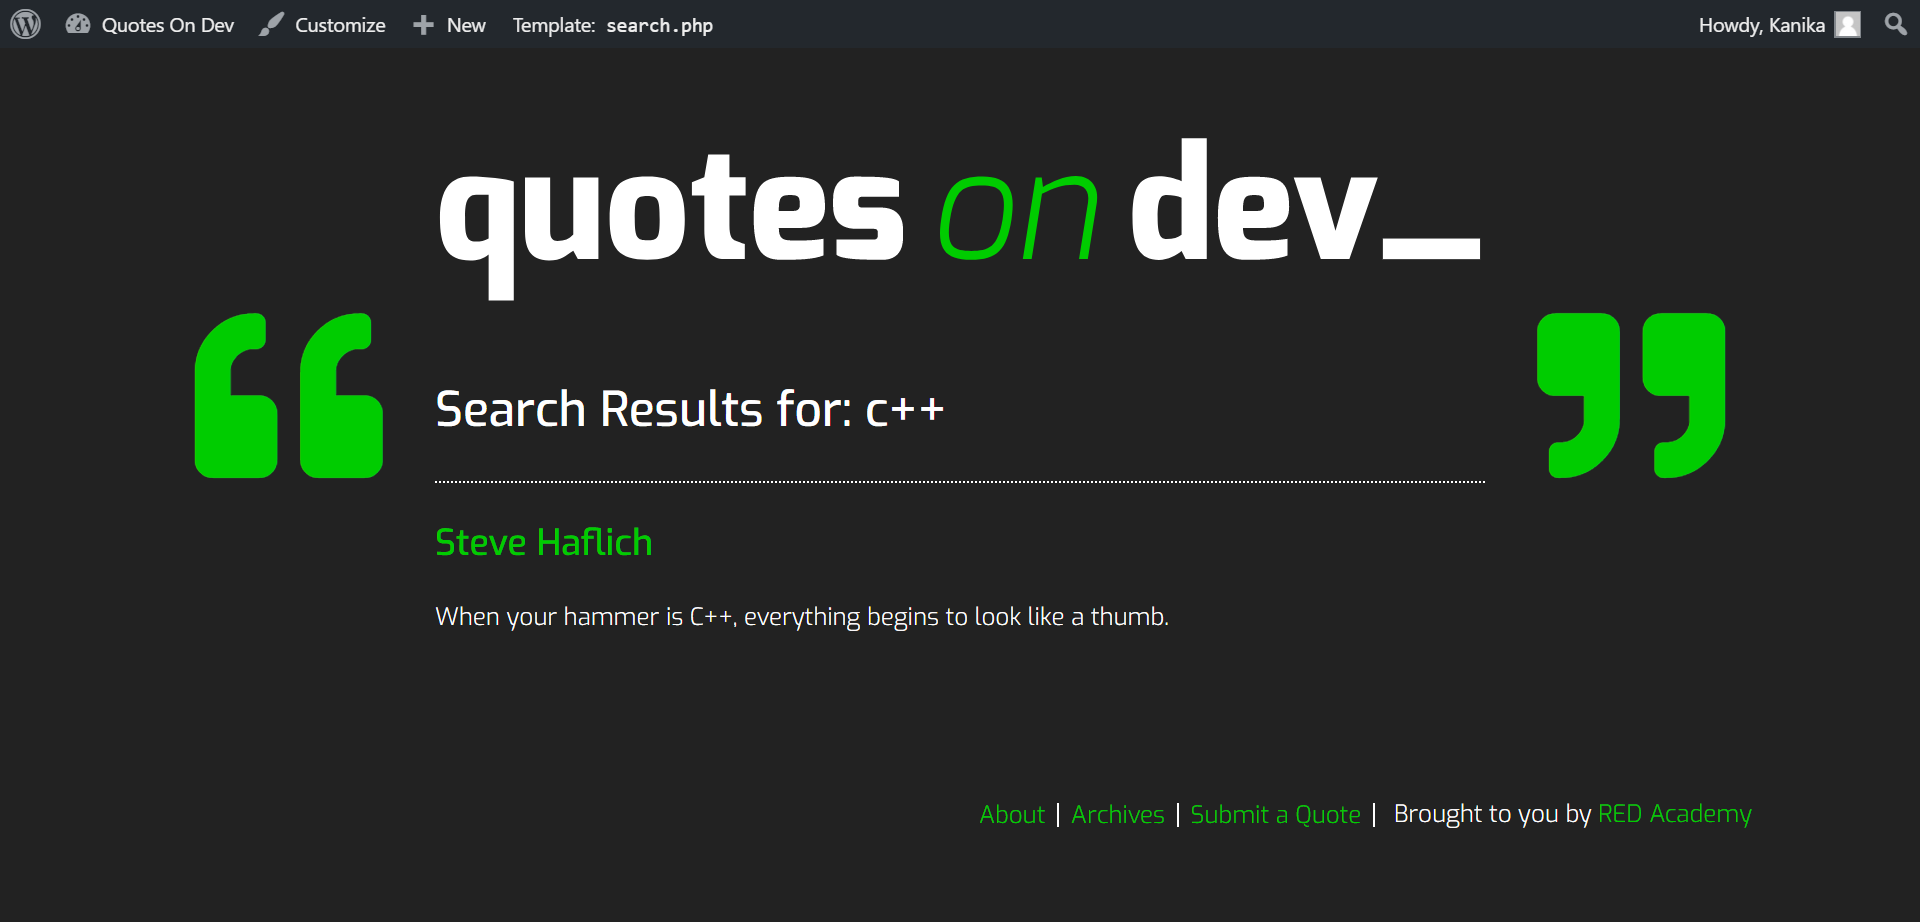 Quotes On Dev Customize New Template: search.php Howdy, Kanika
quotes on dev_
Search Results for: c++
Steve Haflich
When your hammer is C++, everything begins to look like a thumb.
About | Archives | Submit a Quote | Brought to you by RED Academy